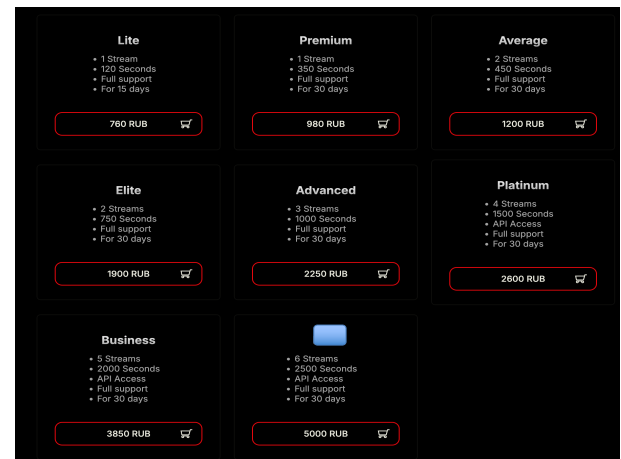 Lite
• 1 Stream
• 120 Seconds
• Full support
• For 15 days
760 RUB
Premium
• 1 Stream
• 350 Seconds
• Full support
• For 30 days
980 RUB
Average
• 2 Streams
• 450 Seconds
• Full support
• For 30 days
1200 RUB
Elite
• 2 Streams
• 750 Seconds
• Full support
• For 30 days
1900 RUB
Advanced
• 3 Streams
• 1000 Seconds
• Full support
• For 30 days
2250 RUB
Platinum
• 4 Streams
• 1500 Seconds
• API Access
• Full support
• For 30 days
2600 RUB
Business
• 5 Streams
• 2000 Seconds
• API Access
• Full support
• For 30 days
3850 RUB
• 6 Streams
• 2500 Seconds
• API Access
• Full support
• For 30 days
5000 RUB